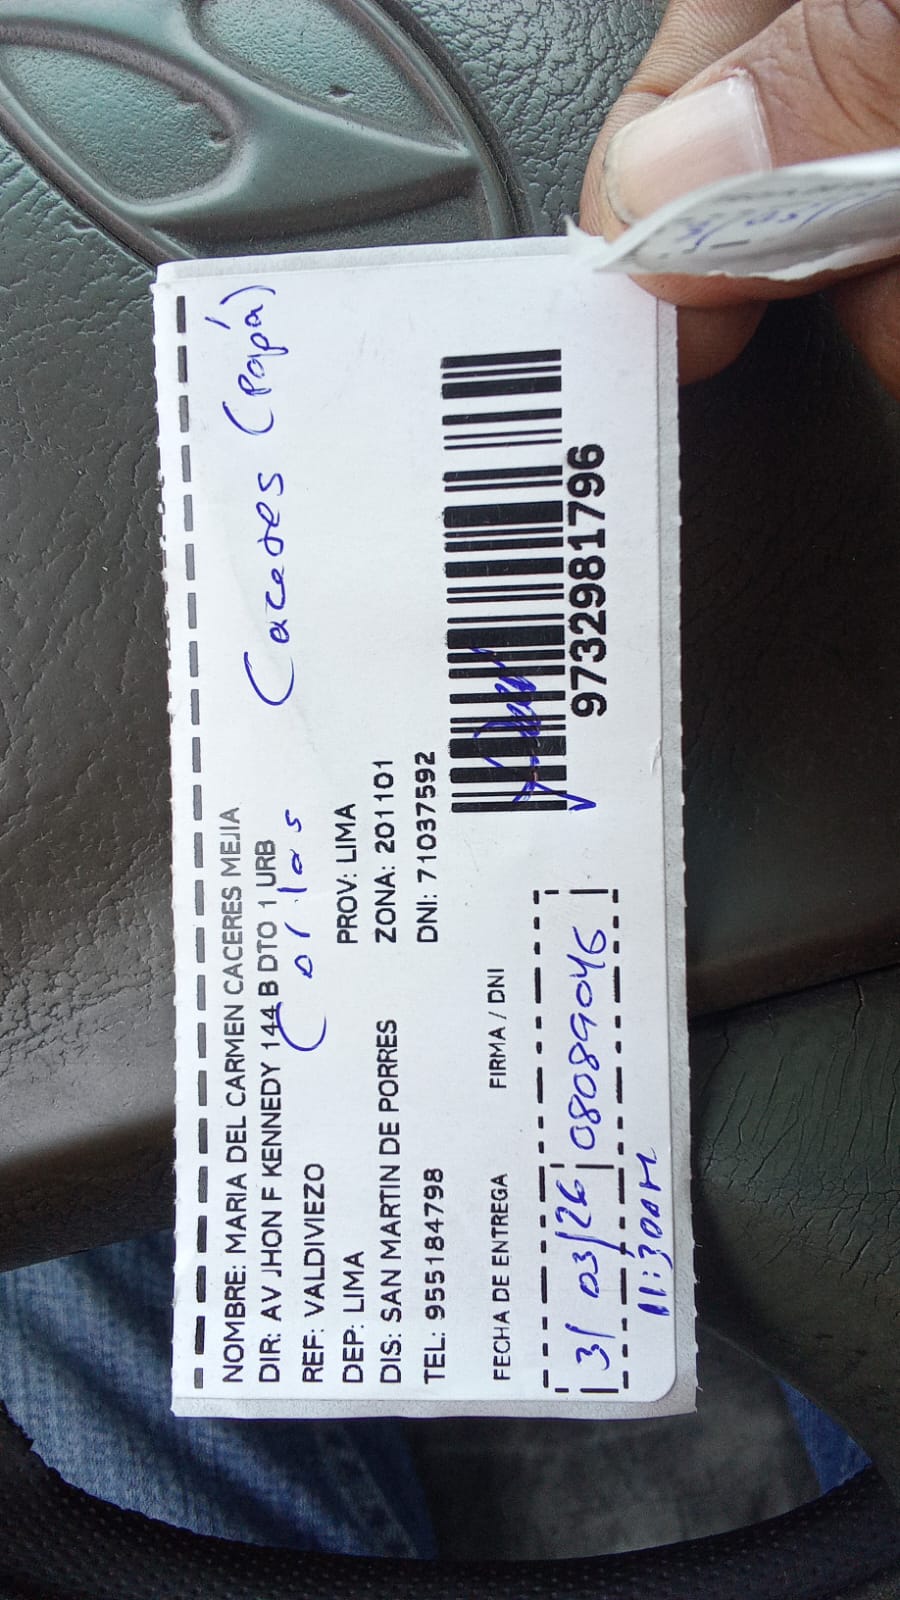 NOMBRE: MARIA DEL CARMEN CACERES MEJIA
DIR: AV JHON F KENNEDY 144 B DTO 1 URB
Carlos Caceres (Papá)
REF: VALDIVIEZO
DEP: LIMA PROV: LIMA
DIS: SAN MARTIN DE PORRES ZONA: 201101
TEL: 955184798 DNI: 71037592
9732981796
FECHA DE ENTREGA FIRMA / DNI
31/03/26 08089046
11:30AM